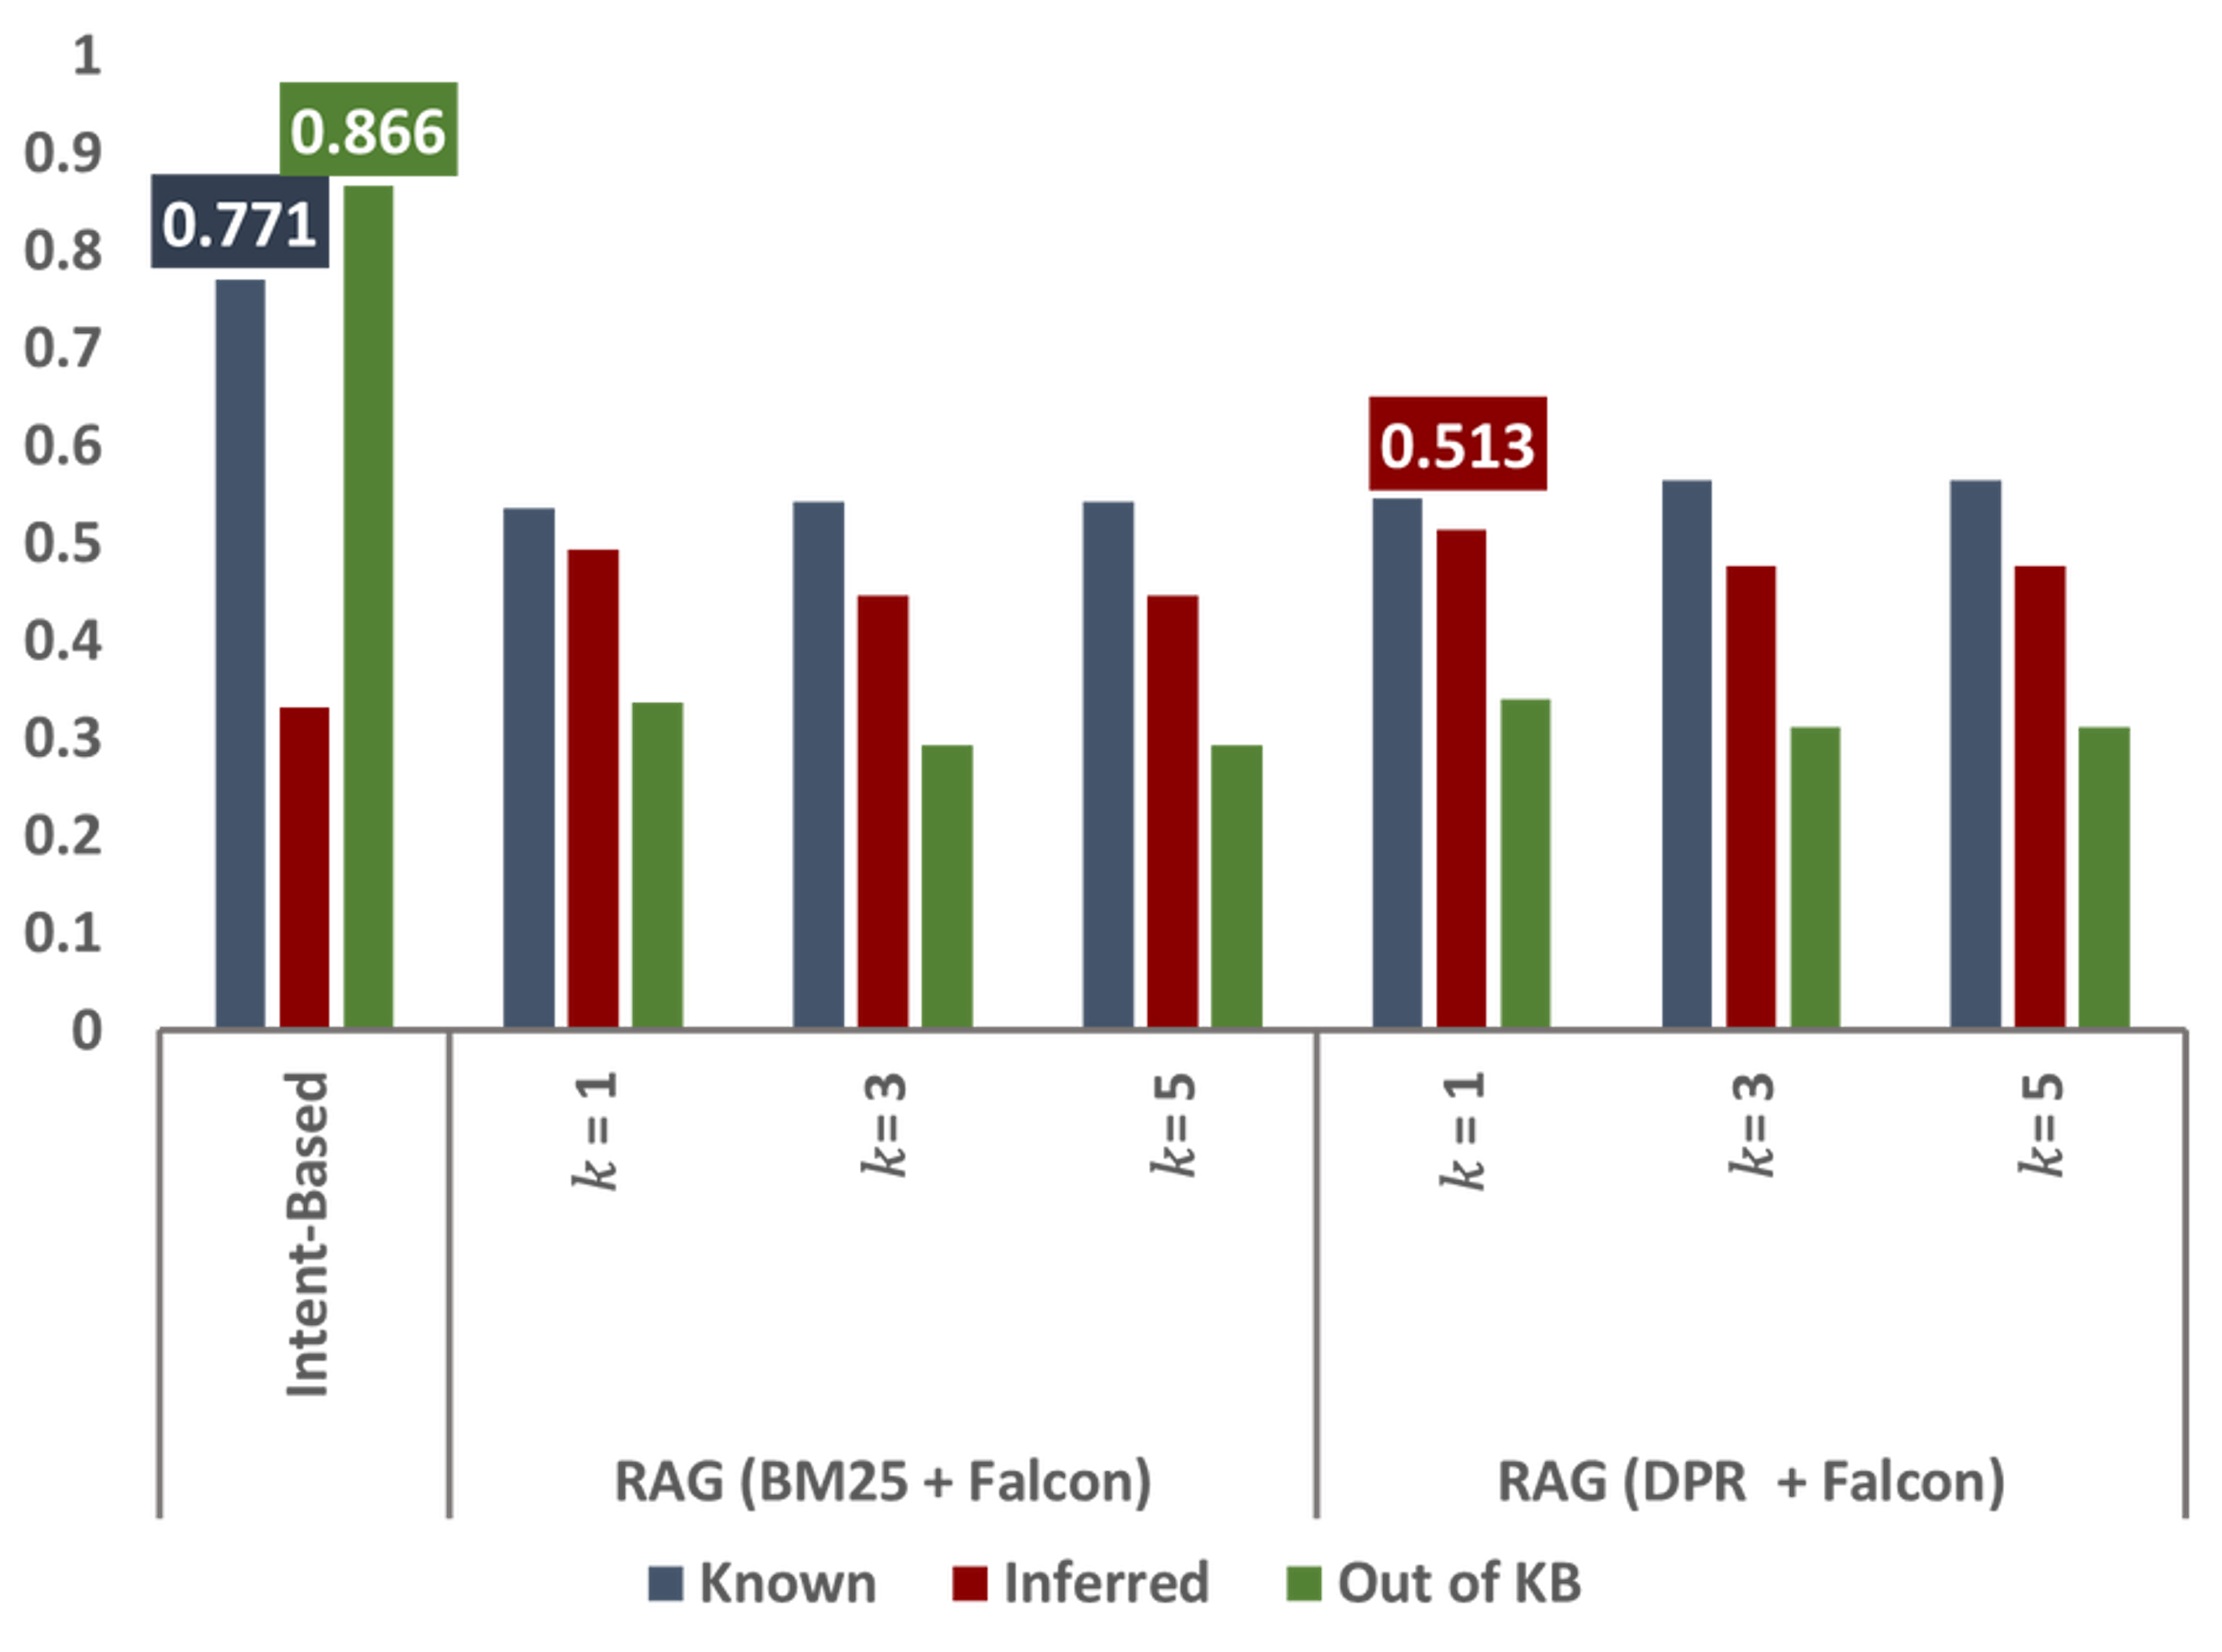 1
0.9
0.8
0.7
0.6
0.5
0.4
0.3
0.2
0.1
0
0.866
0.771
0.513
Intent-Based
k = 1
k= 3
k= 5
k = 1
k= 3
k= 5
RAG (BM25 + Falcon)
RAG (DPR + Falcon)
Known
Inferred
Out of KB